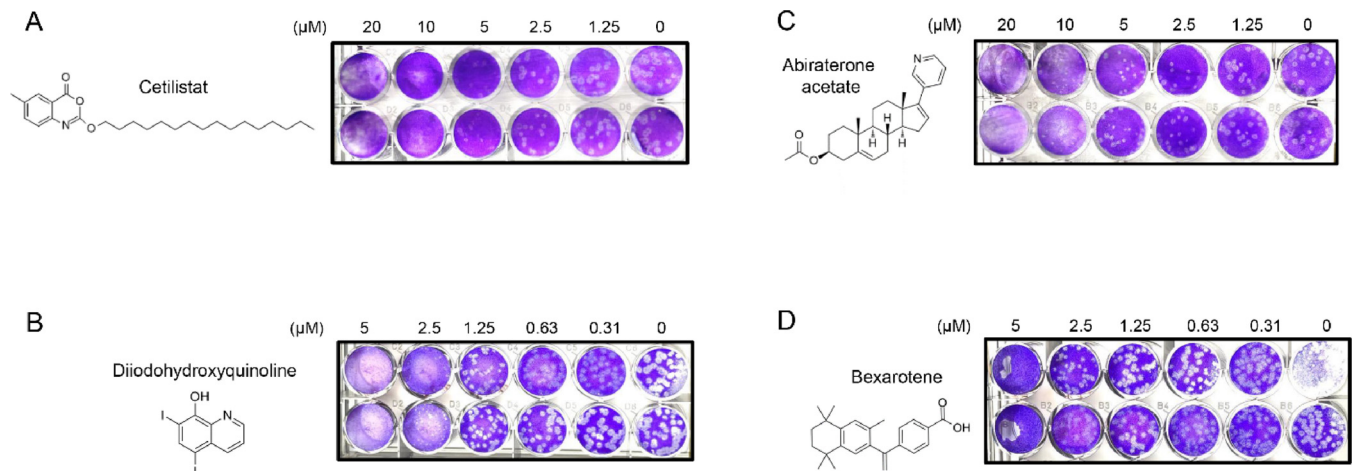 A
(μM) 20 10 5 2.5 1.25 0
Cetilistat
O
O
N
O
C
(μM) 20 10 5 2.5 1.25 0
Abiraterone
acetate
N
H
H
H
O
O
B
(μM) 5 2.5 1.25 0.63 0.31 0
Diiodohydroxyquinoline
OH
I
N
I
D
(μM) 5 2.5 1.25 0.63 0.31 0
Bexarotene
O
OH